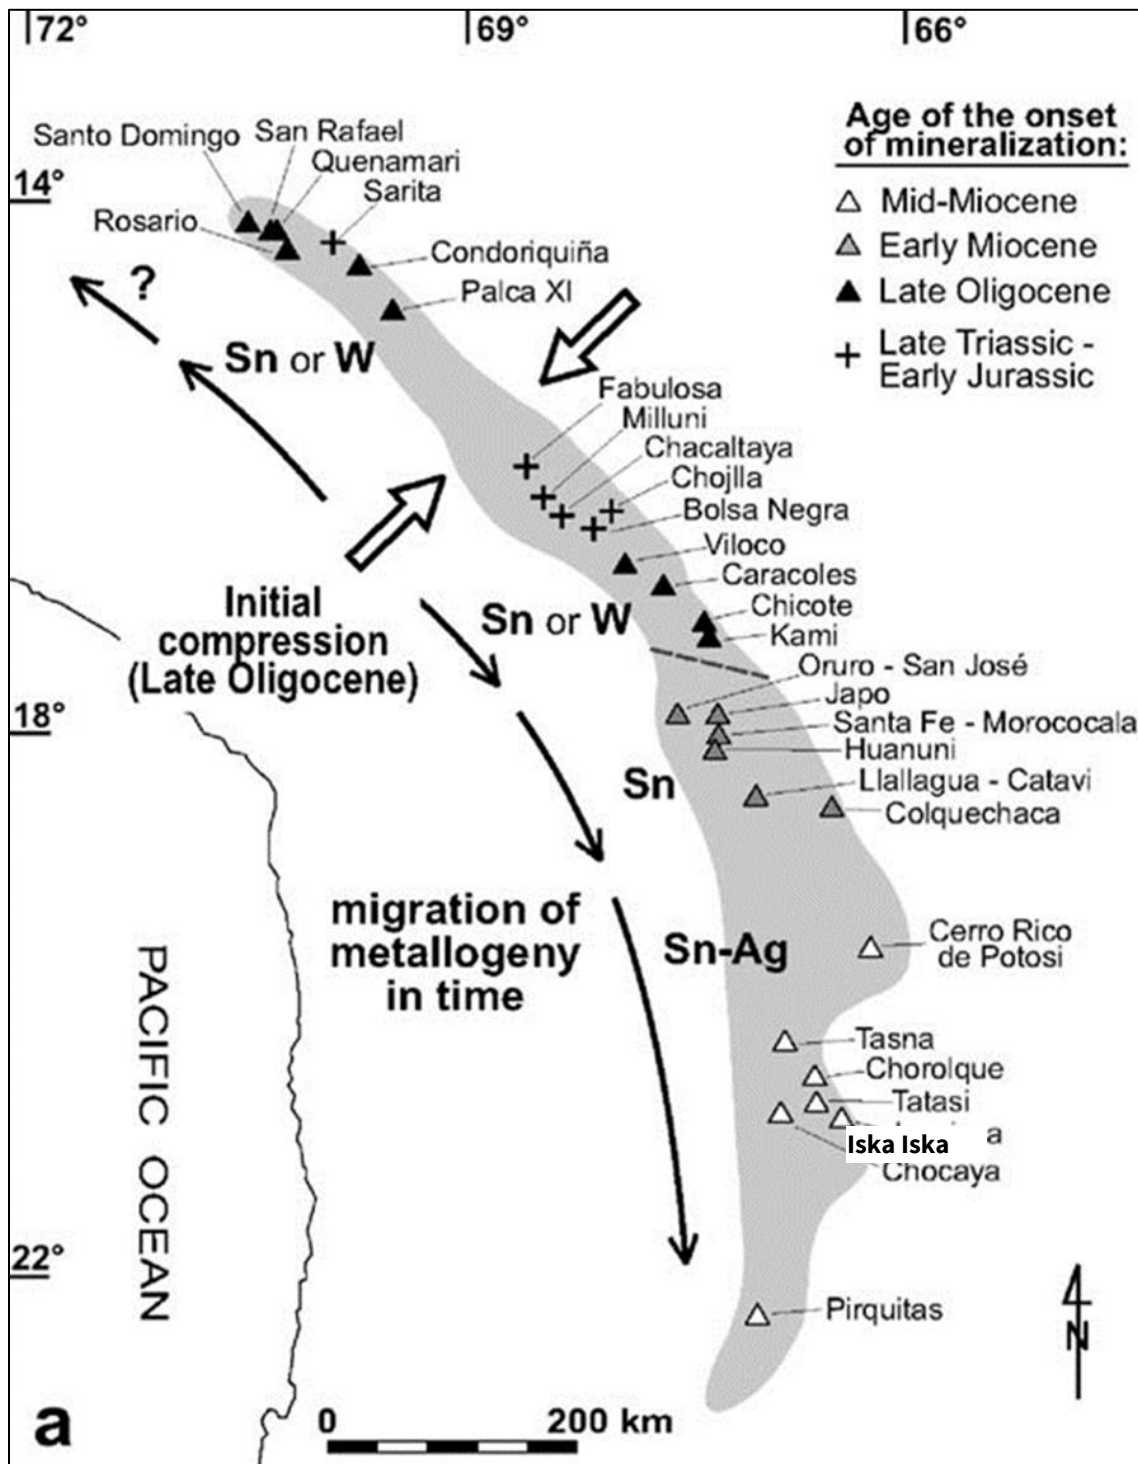 72°
69°
66°
Age of the onset
of mineralization:
Mid-Miocene
Early Miocene
Late Oligocene
Late Triassic -
Early Jurassic
14°
Santo Domingo
San Rafael
Quenamari
Sarita
Rosario
Condoriquiña
Palca XI
?
Sn or W
Fabulosa
Milluni
Chacaltaya
Chojlla
Bolsa Negra
Viloco
Caracoles
Chicote
Kami
Initial
compression
(Late Oligocene)
Sn or W
Oruro - San José
Japo
Santa Fe - Morococala
Huanuni
Llallagua - Catavi
Colquechaca
18°
Sn
migration of
metallogeny
in time
Sn-Ag
Cerro Rico
de Potosi
Tasna
Chorolque
Tatasi
Iska Iska
Chocaya
PACIFIC OCEAN
22°
Pirquitas
N
a
0 200 km